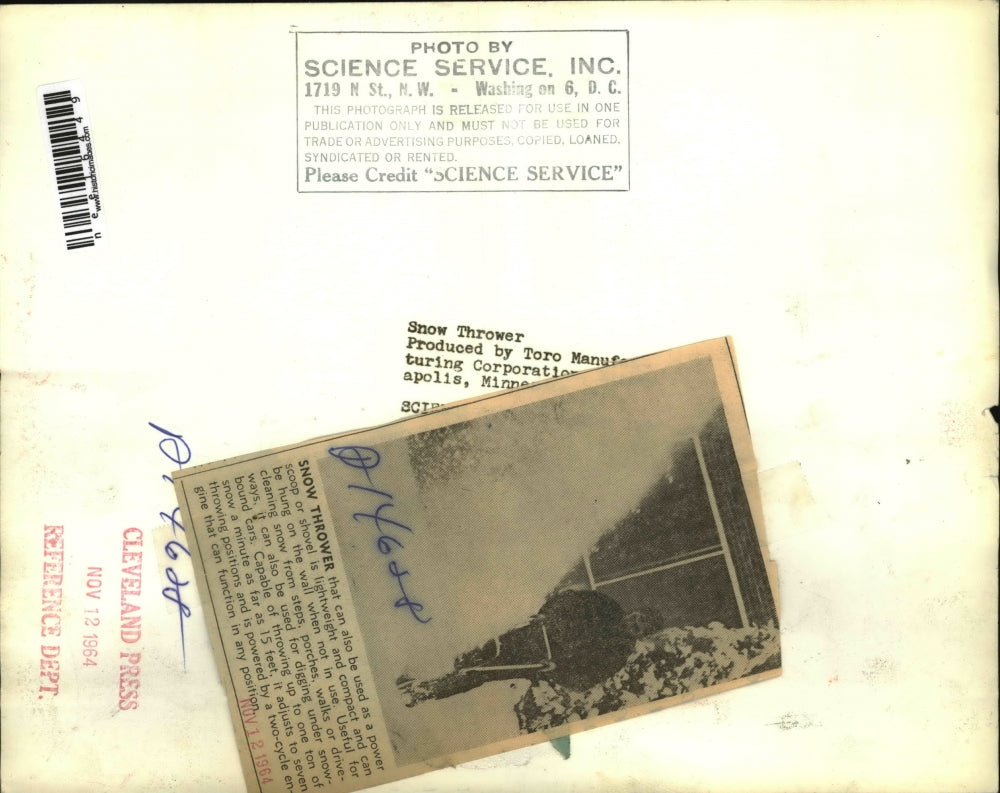 PHOTO BY
SCIENCE SERVICE, INC.
1719 N St., N.W. - Washing on 6, D. C.
THIS PHOTOGRAPH IS RELEASED FOR USE IN ONE
PUBLICATION ONLY AND MUST NOT BE USED FOR
TRADE OR ADVERTISING PURPOSES, COPIED, LOANED,
SYNDICATED OR RENTED.
Please Credit "SCIENCE SERVICE"
www.historicimages.com
Snow Thrower
Produced by Toro Manuf
turing Corporatio
apolis, Minne
SCIE
SNOW THROWER that can also be used as a power
scoop or shovel is lightweight and compact and can
be hung on the wall when not in use. Useful for
cleaning snow from steps, porches, walks or drive-
ways, it can also be used for digging under snow-
bound cars. Capable of throwing up to one ton of
snow a minute as far as 15 feet, it adjusts to seven
throwing positions and is powered by a two-cycle en-
gine that can function in any position.
NOV 12 1964
CLEVELAND PRESS
NOV 12 1964
REFERENCE DEPT.